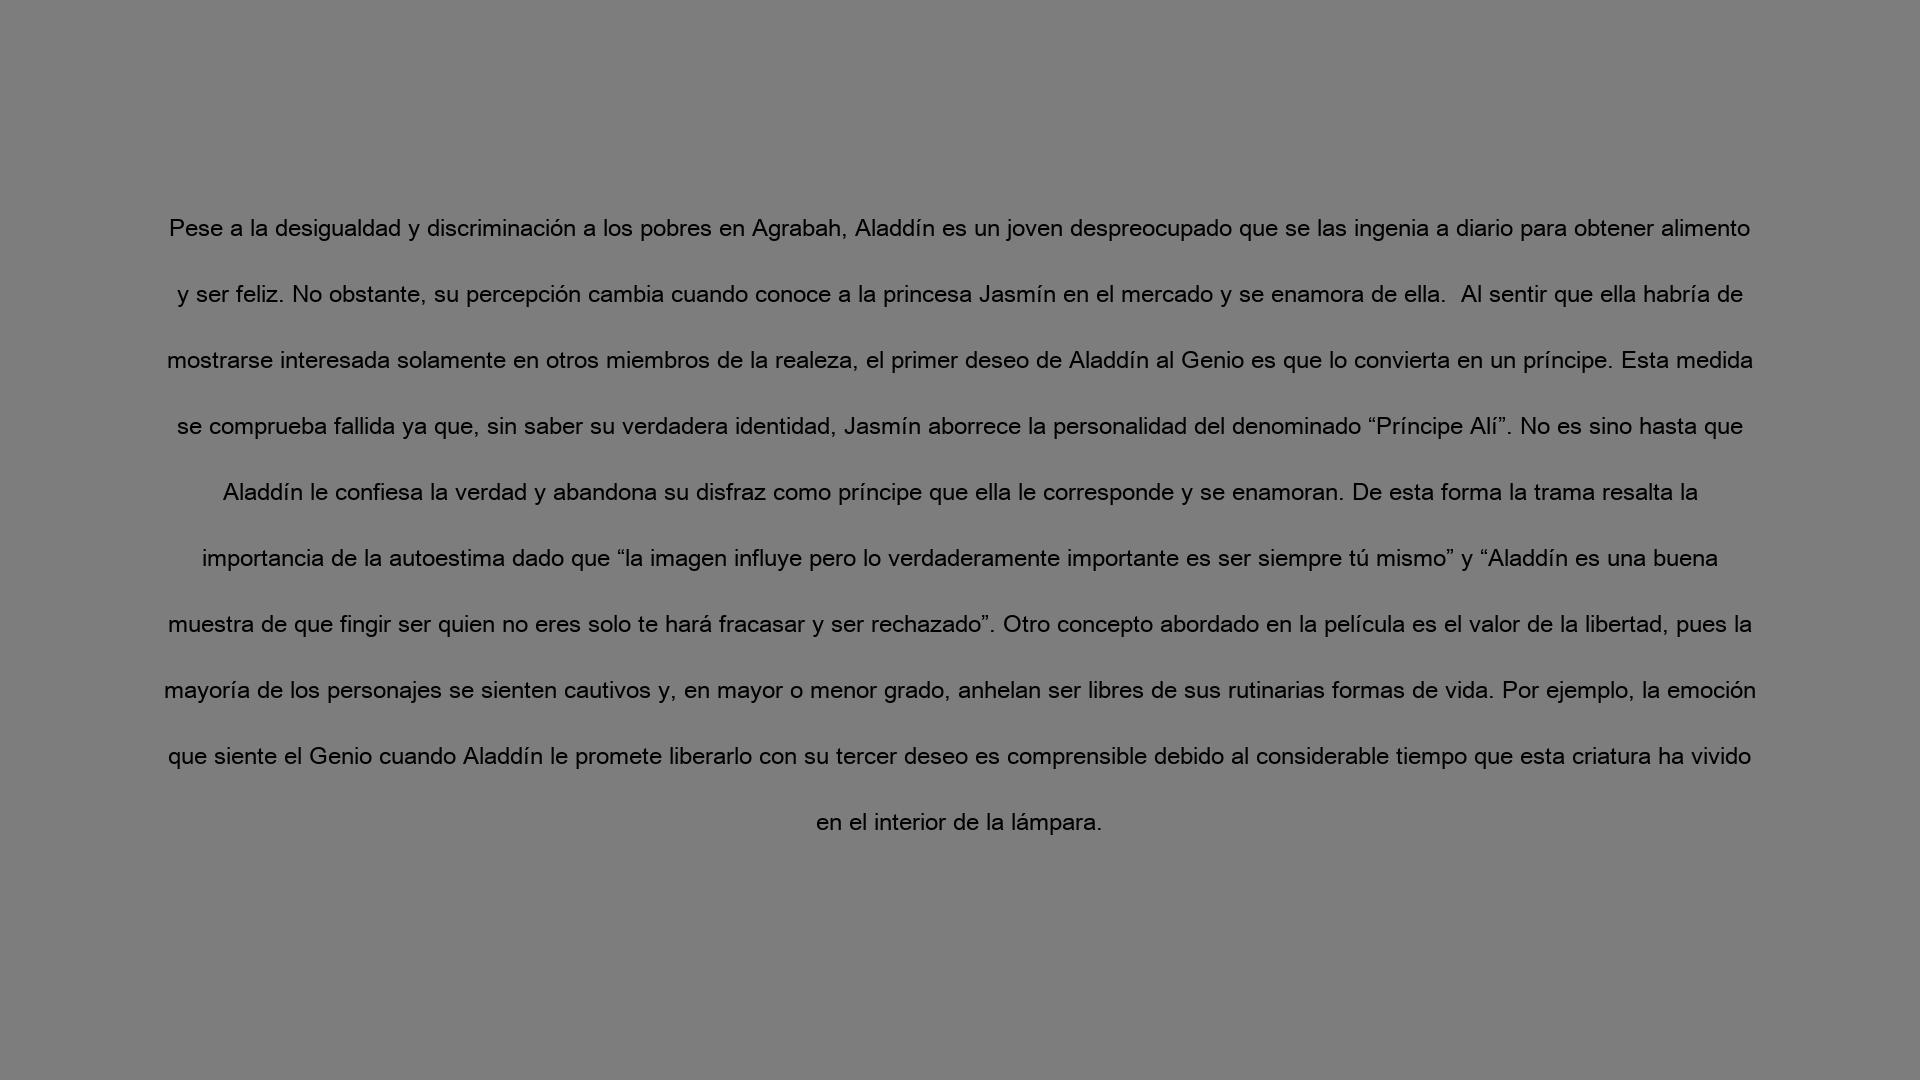 Pese a la desigualdad y discriminación a los pobres en Agrabah, Aladdín es un joven despreocupado que se las ingenia a diario para obtener alimento
y ser feliz. No obstante, su percepción cambia cuando conoce a la princesa Jasmín en el mercado y se enamora de ella.  Al sentir que ella habría de
mostrarse interesada solamente en otros miembros de la realeza, el primer deseo de Aladdín al Genio es que lo convierta en un príncipe. Esta medida
se comprueba fallida ya que, sin saber su verdadera identidad, Jasmín aborrece la personalidad del denominado “Príncipe Alí”. No es sino hasta que
Aladdín le confiesa la verdad y abandona su disfraz como príncipe que ella le corresponde y se enamoran. De esta forma la trama resalta la
importancia de la autoestima dado que “la imagen influye pero lo verdaderamente importante es ser siempre tú mismo” y “Aladdín es una buena
muestra de que fingir ser quien no eres solo te hará fracasar y ser rechazado”. Otro concepto abordado en la película es el valor de la libertad, pues la
mayoría de los personajes se sienten cautivos y, en mayor o menor grado, anhelan ser libres de sus rutinarias formas de vida. Por ejemplo, la emoción
que siente el Genio cuando Aladdín le promete liberarlo con su tercer deseo es comprensible debido al considerable tiempo que esta criatura ha vivido
en el interior de la lámpara.